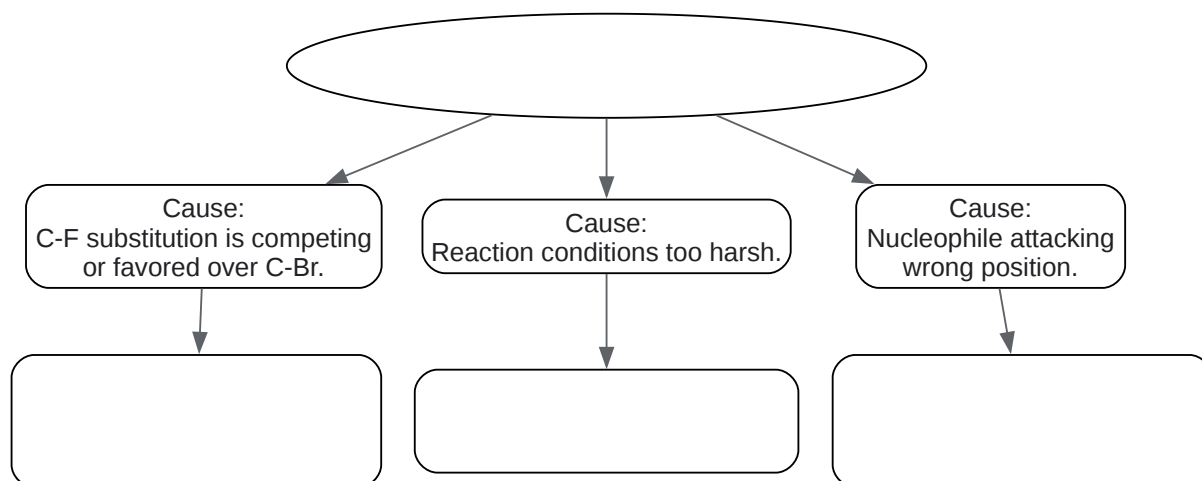 Cause:
C-F substitution is competing
or favored over C-Br.
Cause:
Reaction conditions too harsh.
Cause:
Nucleophile attacking
wrong position.